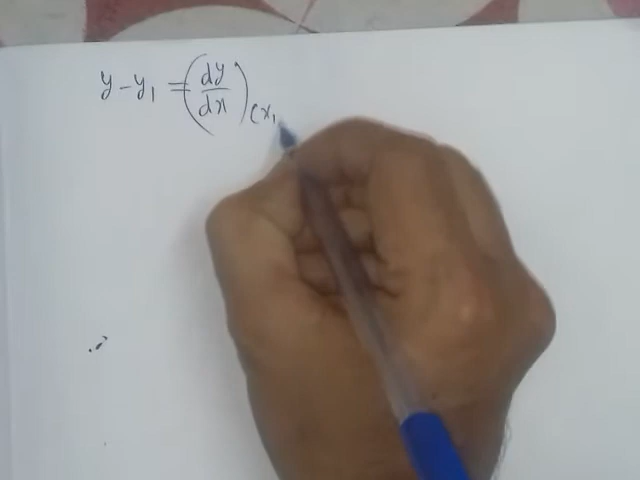 y - y₁ = (dy/dx)(x₁